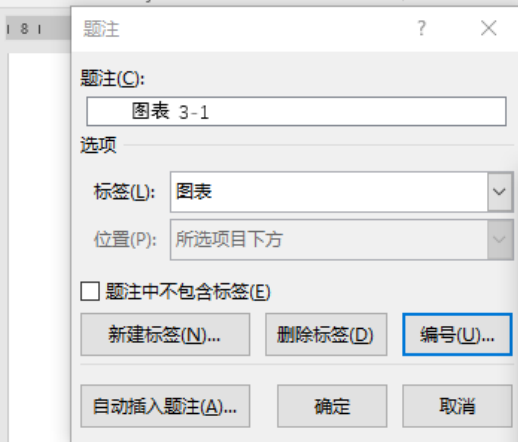 8
题注
?
题注(C):
图表 3-1
选项
标签(L): 图表
位置(P): 所选项目下方
题注中不包含标签(E)
新建标签(N)... 删除标签(D) 编号(U)...
自动插入题注(A)... 确定 取消